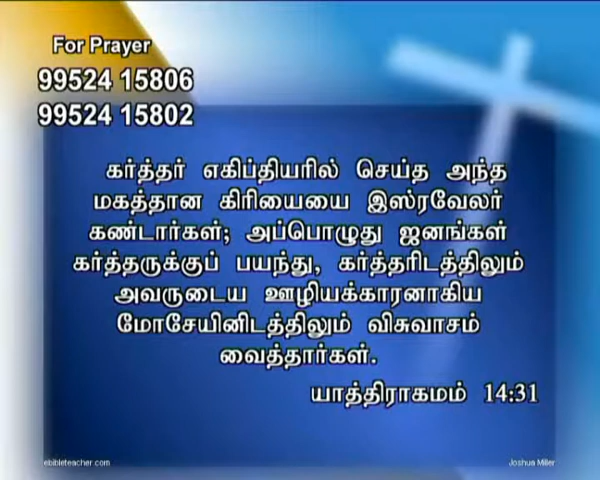 For Prayer
99524 15806
99524 15802
கர்த்தர் எகிப்தியரில் செய்த அந்த
மகத்தான கிரியையை இஸ்ரவேலர்
கண்டார்கள்; அப்பொழுது ஜனங்கள்
கர்த்தருக்குப் பயந்து, கர்த்தரிடத்திலும்
அவருடைய ஊழியக்காரனாகிய
மோசேயினிடத்திலும் விசுவாசம்
வைத்தார்கள்.
யாத்திராகமம் 14:31
ebibleteacher.com
Joshua Miller